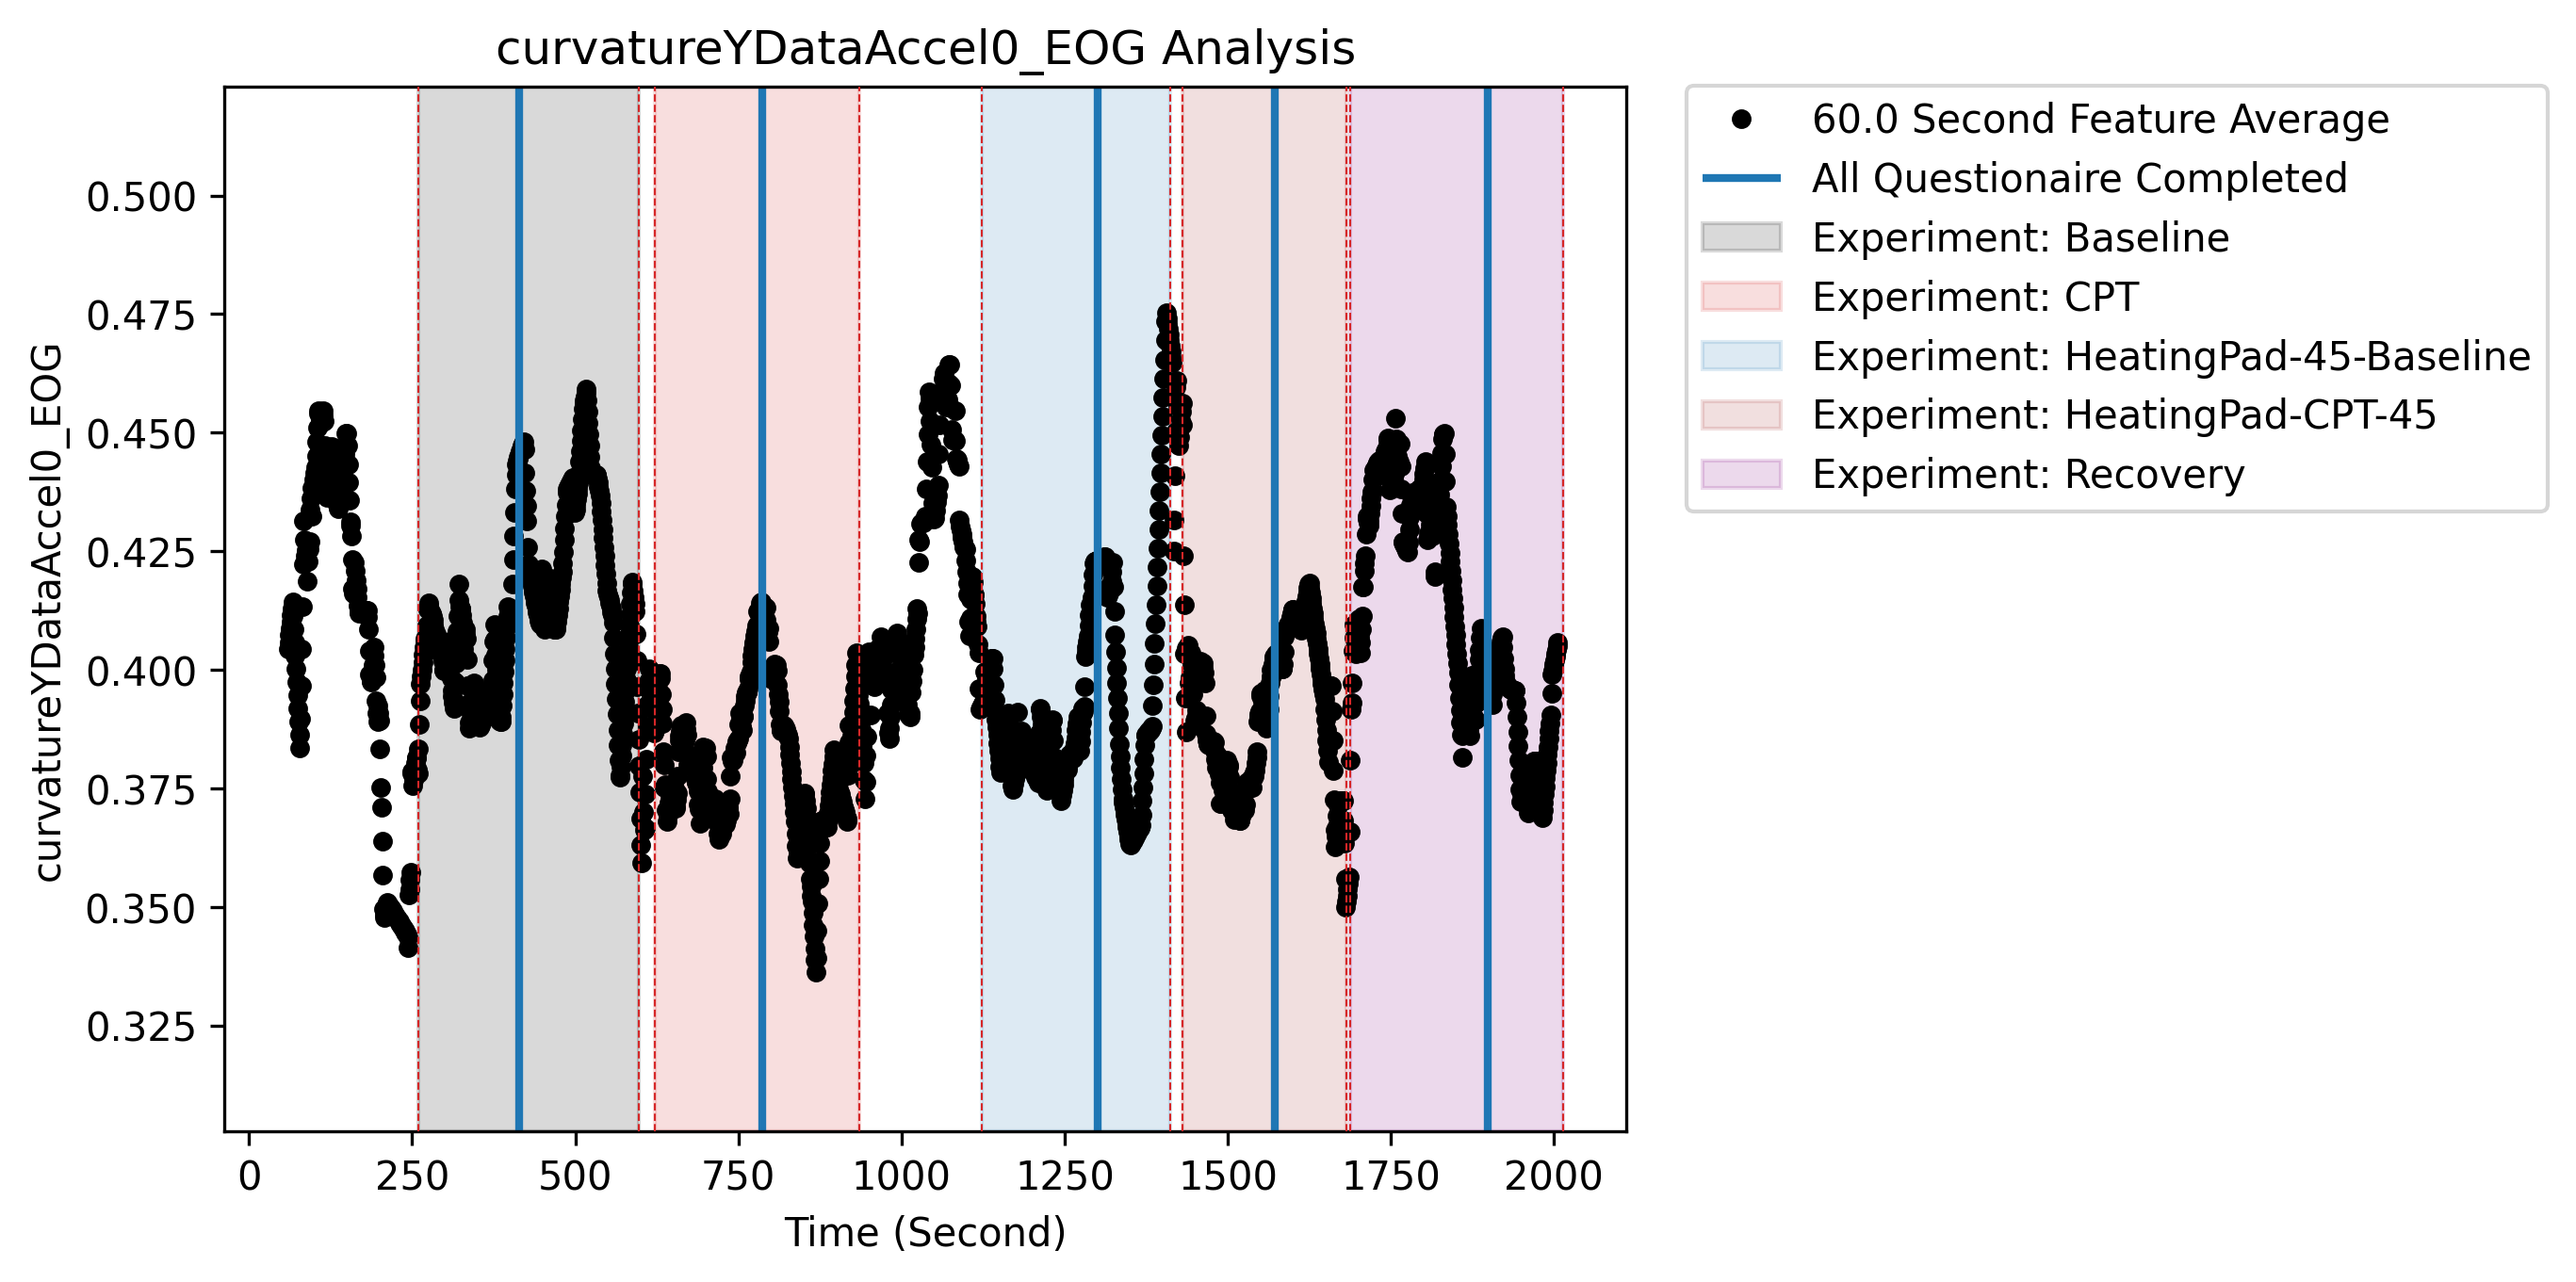 curvatureYDataAccel0_EOG Analysis
curvatureYDataAccel0_EOG
0.500
0.475
0.450
0.425
0.400
0.375
0.350
0.325
0 250 500 750 1000 1250 1500 1750 2000
Time (Second)
60.0 Second Feature Average
All Questionaire Completed
Experiment: Baseline
Experiment: CPT
Experiment: HeatingPad-45-Baseline
Experiment: HeatingPad-CPT-45
Experiment: Recovery